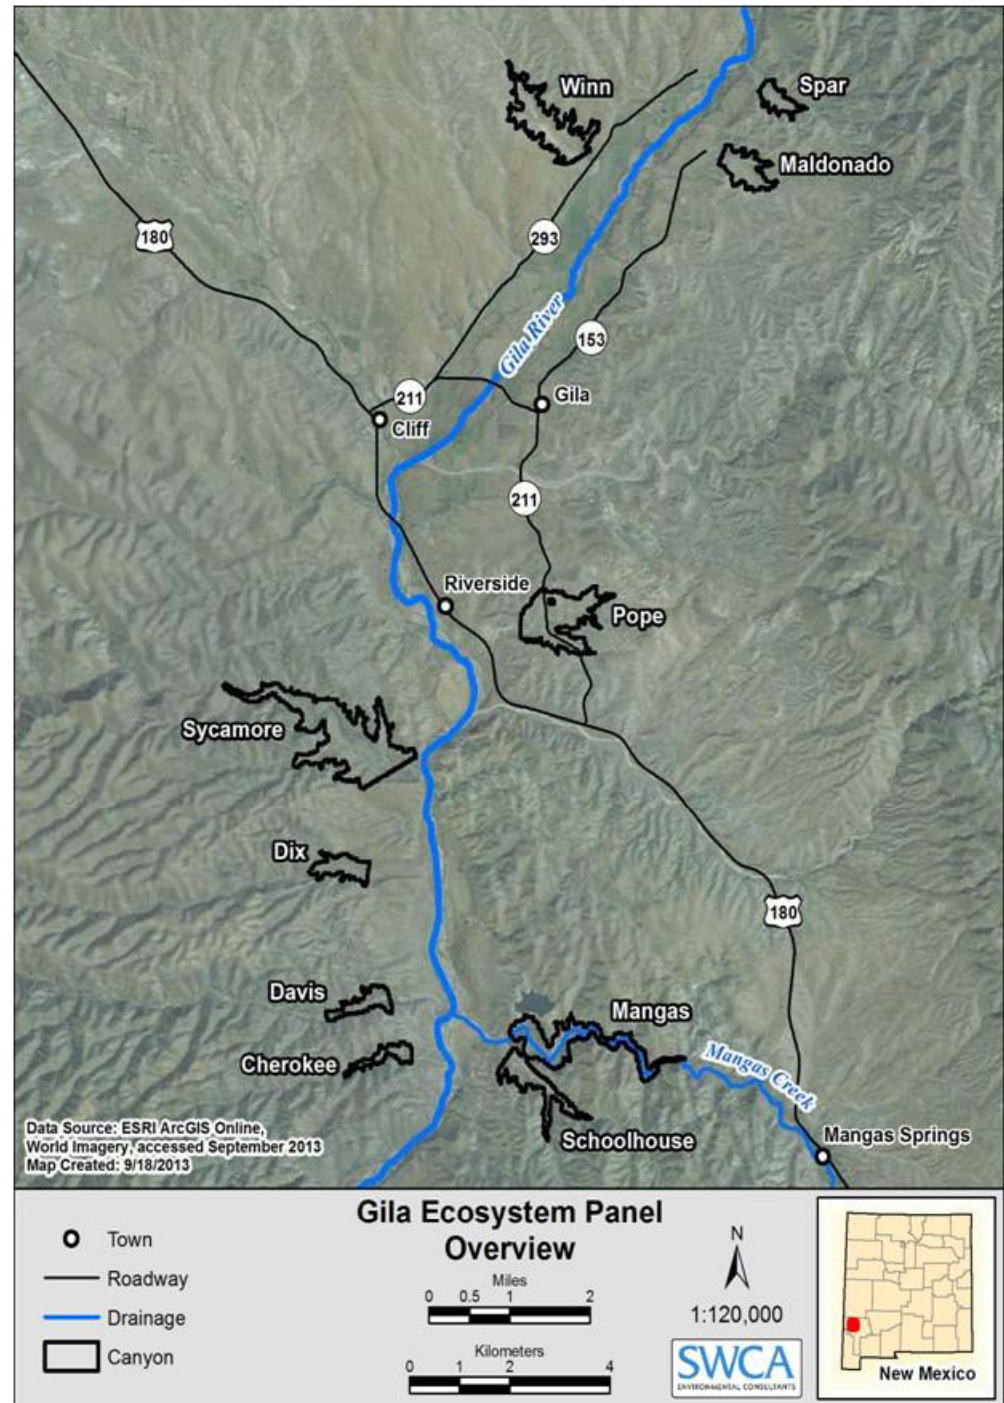 Winn
Spar
Maldonado
180
293
Gila River
153
211
Gila
Cliff
211
Riverside
Pope
Sycamore
Dix
180
Davis
Mangas
Cherokee
Mangas Creek
Schoolhouse
Mangas Springs
Data Source: ESRI ArcGIS Online,
World Imagery, accessed September 2013
Map Created: 9/18/2013
Gila Ecosystem Panel
Overview
Town
Roadway
Drainage
Canyon
Miles
0 0.5 1 2
Kilometers
0 1 2 4
N
1:120,000
SWCA
ENVIRONMENTAL CONSULTANTS
New Mexico